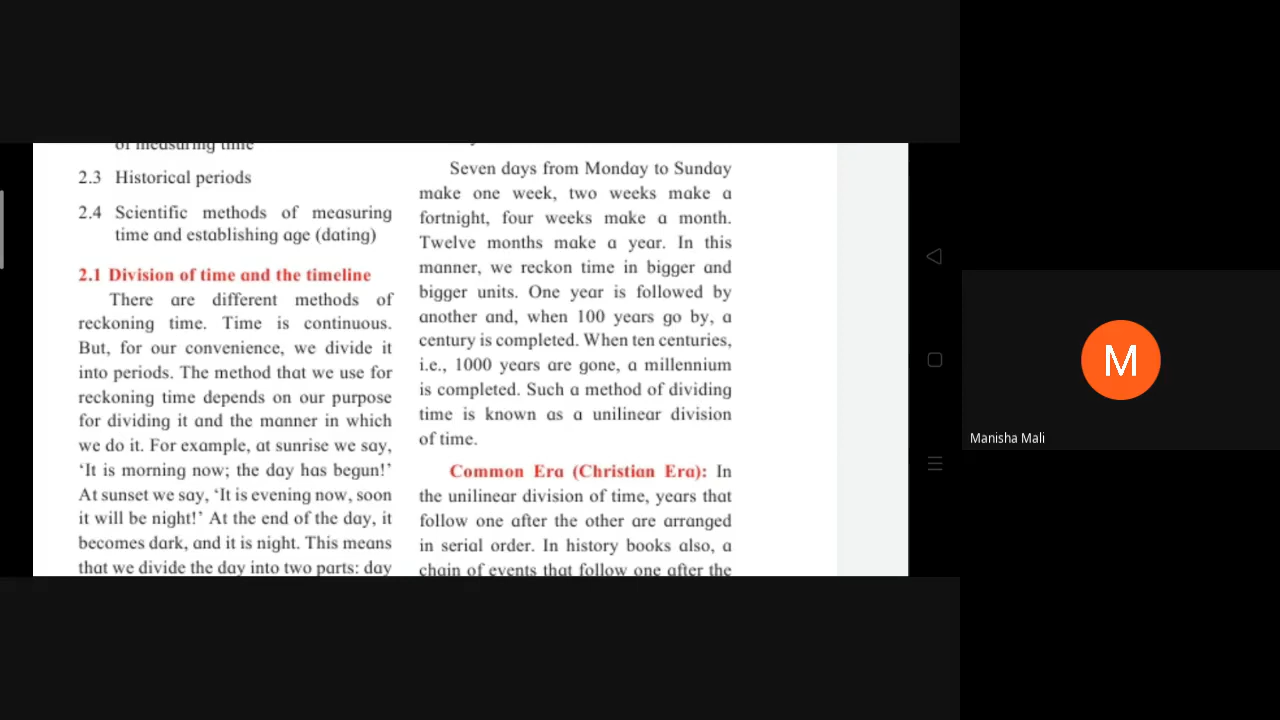 of measuring time
2.3 Historical periods
2.4 Scientific methods of measuring
time and establishing age (dating)
2.1 Division of time and the timeline
There are different methods of
reckoning time. Time is continuous.
But, for our convenience, we divide it
into periods. The method that we use for
reckoning time depends on our purpose
for dividing it and the manner in which
we do it. For example, at sunrise we say,
‘It is morning now; the day has begun!’
At sunset we say, ‘It is evening now, soon
it will be night!’ At the end of the day, it
becomes dark, and it is night. This means
that we divide the day into two parts: day
Seven days from Monday to Sunday
make one week, two weeks make a
fortnight, four weeks make a month.
Twelve months make a year. In this
manner, we reckon time in bigger and
bigger units. One year is followed by
another and, when 100 years go by, a
century is completed. When ten centuries,
i.e., 1000 years are gone, a millennium
is completed. Such a method of dividing
time is known as a unilinear division
of time.
Common Era (Christian Era): In
the unilinear division of time, years that
follow one after the other are arranged
in serial order. In history books also, a
chain of events that follow one after the
M
Manisha Mali